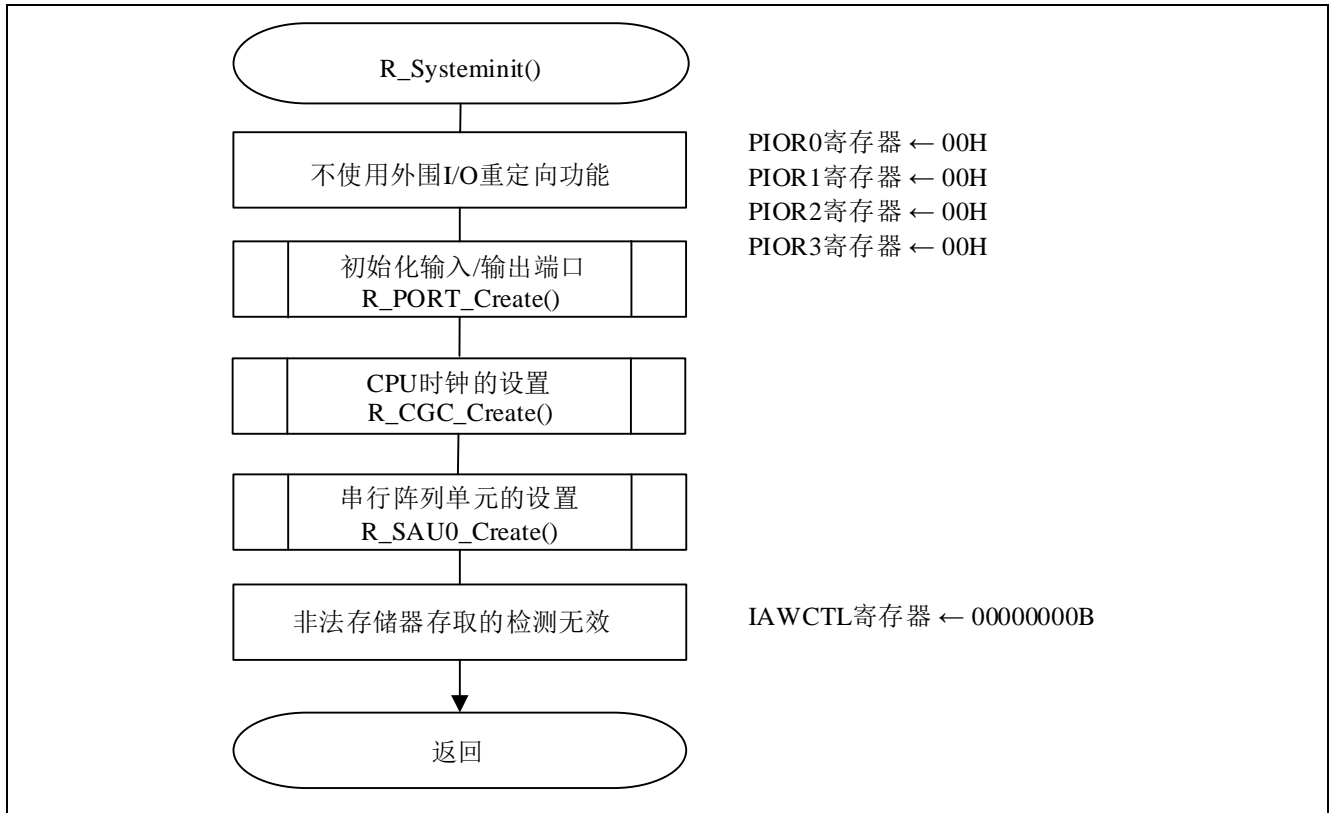 R_Systeminit()
不使用外围I/O重定向功能
PIOR0寄存器 ← 00H
PIOR1寄存器 ← 00H
PIOR2寄存器 ← 00H
PIOR3寄存器 ← 00H
初始化输入/输出端口
R_PORT_Create()
CPU时钟的设置
R_CGC_Create()
串行阵列单元的设置
R_SAU0_Create()
非法存储器存取的检测无效
IAWCTL寄存器 ← 00000000B
返回